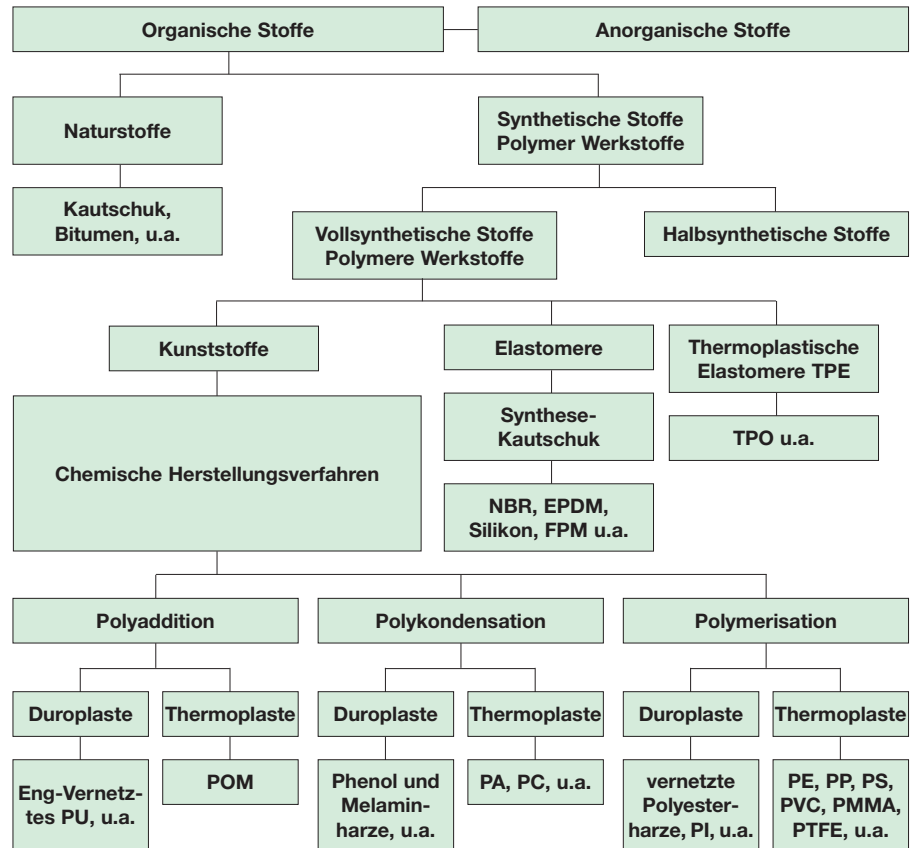 Organische Stoffe
Anorganische Stoffe
Naturstoffe
Synthetische Stoffe
Polymer Werkstoffe
Kautschuk,
Bitumen, u.a.
Vollsynthetische Stoffe
Polymere Werkstoffe
Halbsynthetische Stoffe
Kunststoffe
Elastomere
Thermoplastische
Elastomere TPE
Chemische Herstellungsverfahren
Synthese-
Kautschuk
TPO u.a.
NBR, EPDM,
Silikon, FPM u.a.
Polyaddition
Polykondensation
Polymerisation
Duroplaste
Thermoplaste
Duroplaste
Thermoplaste
Duroplaste
Thermoplaste
Eng-Vernetz-
tes PU, u.a.
POM
Phenol und
Melamin-
harze, u.a.
PA, PC, u.a.
vernetzte
Polyester-
harze, PI, u.a.
PE, PP, PS,
PVC, PMMA,
PTFE, u.a.